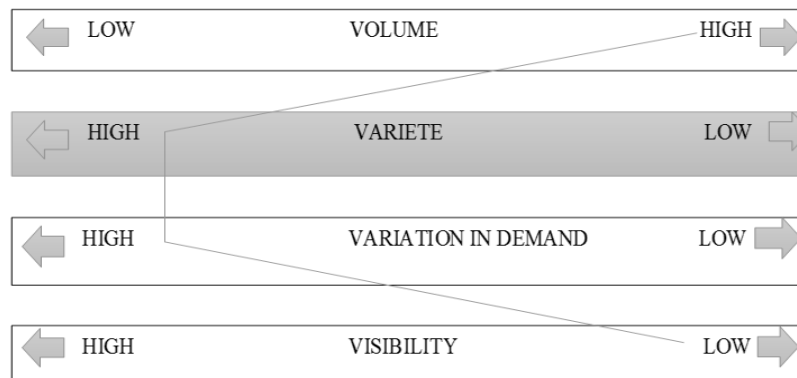 LOW VOLUME HIGH
HIGH VARIETE LOW
HIGH VARIATION IN DEMAND LOW
HIGH VISIBILITY LOW